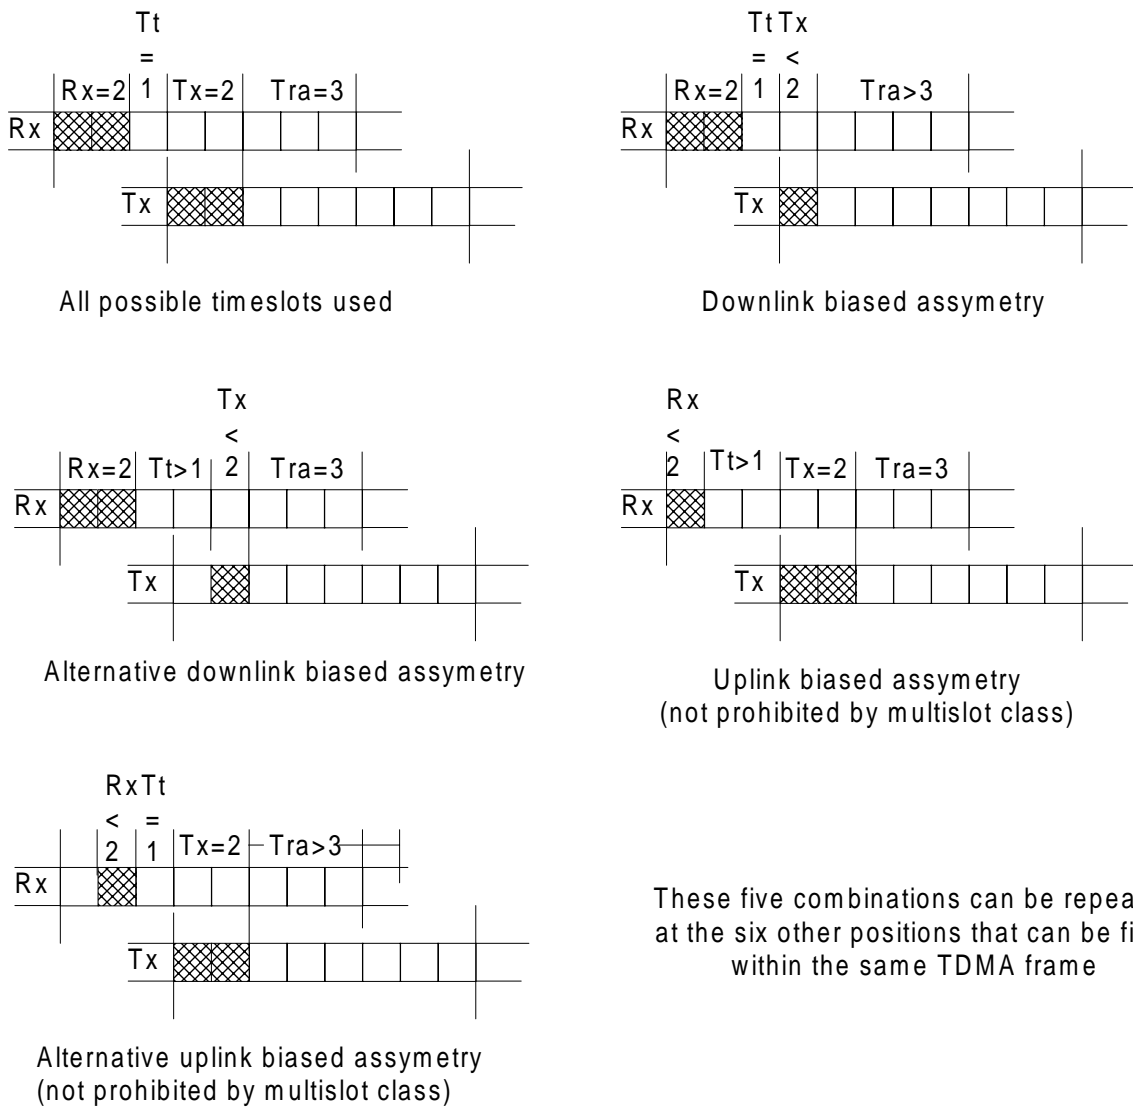 Tt
=
Rx=2 1 Tx=2 Tra=3
Rx
Tx
All possible timeslots used
Tt Tx
= <
Rx=2 1 2 Tra>3
Rx
Tx
Downlink biased assymetry
Tx
<
Rx=2 Tt>1 2 Tra=3
Rx
Tx
Alternative downlink biased assymetry
Rx
<
2 Tt>1 Tx=2 Tra=3
Rx
Tx
Uplink biased assymetry
(not prohibited by multislot class)
RxTt
< =
2 1 Tx=2 Tra>3
Rx
Tx
Alternative uplink biased assymetry
(not prohibited by multislot class)
These five combinations can be
at the six other positions that can be
within the same TDMA frame